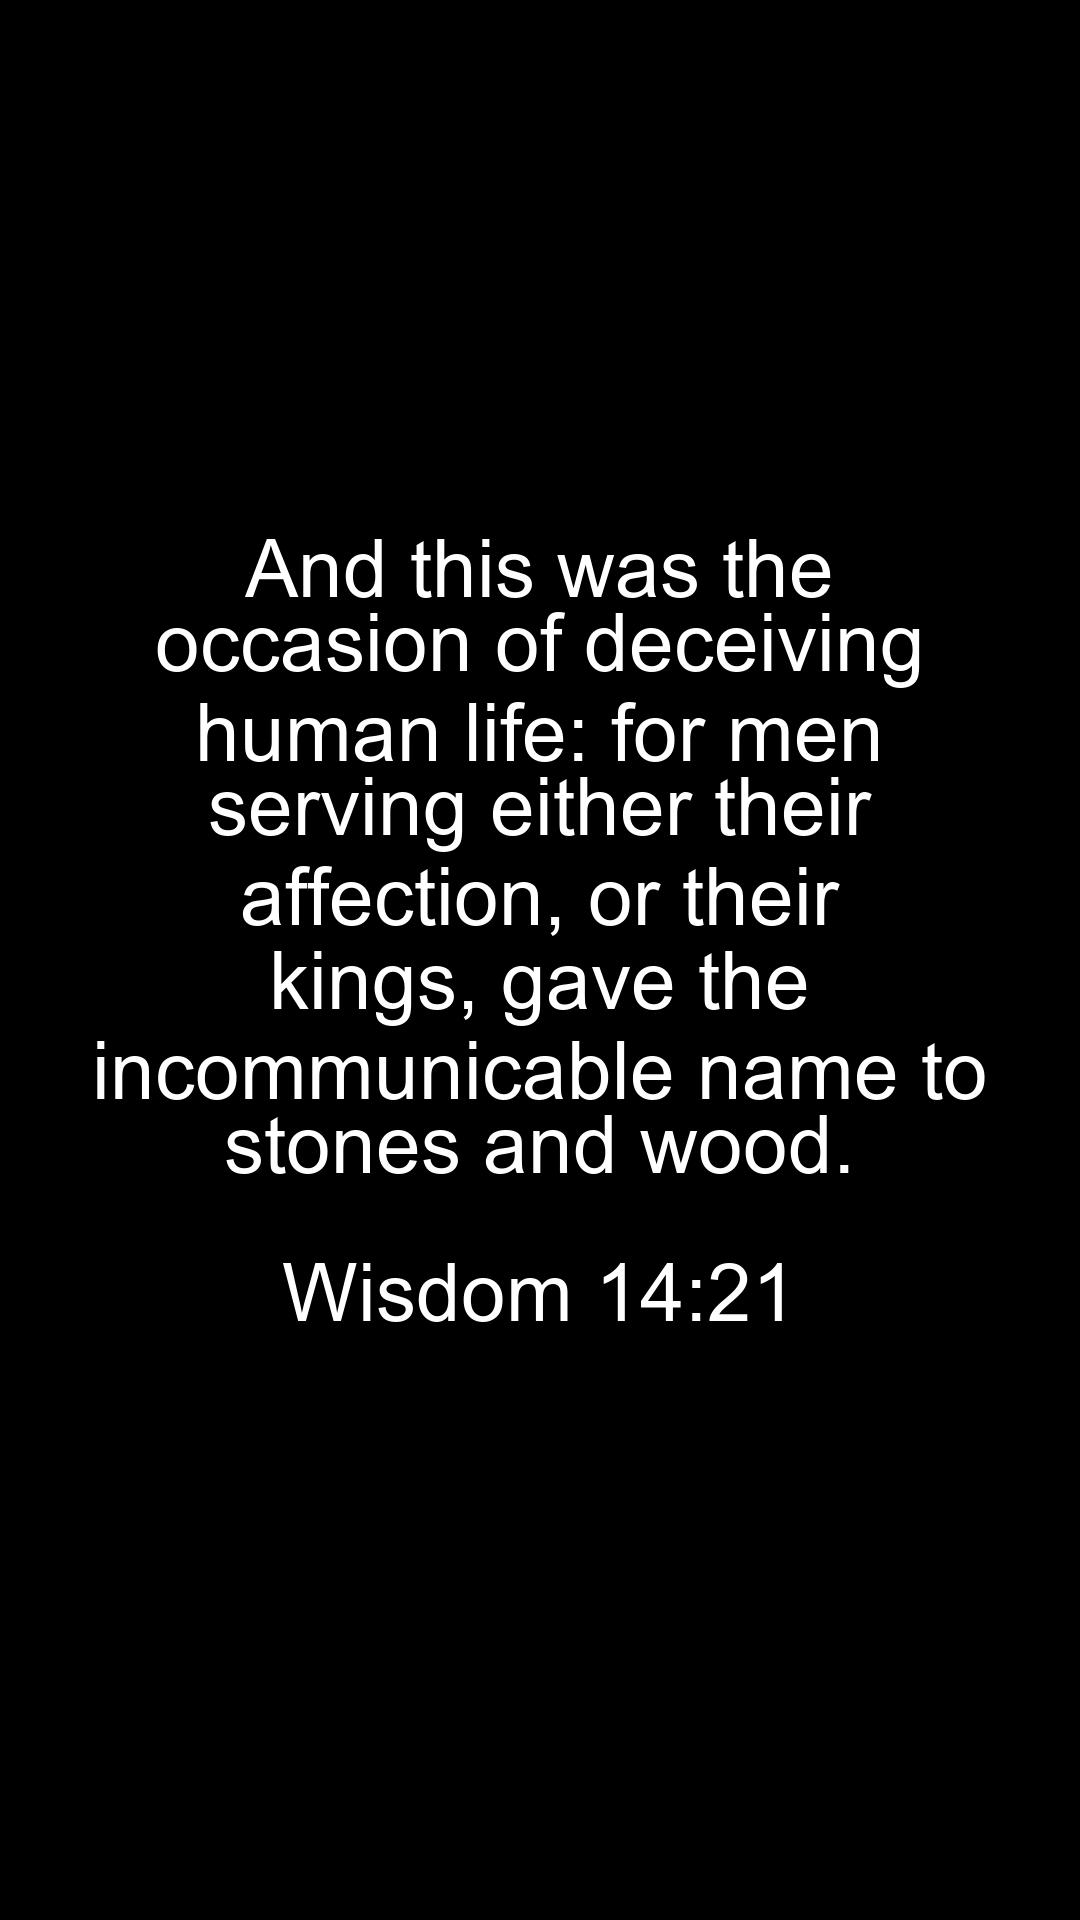 And this was the
occasion of deceiving
human life: for men
serving either their
affection, or their
kings, gave the
incommunicable name to
stones and wood.
Wisdom 14:21